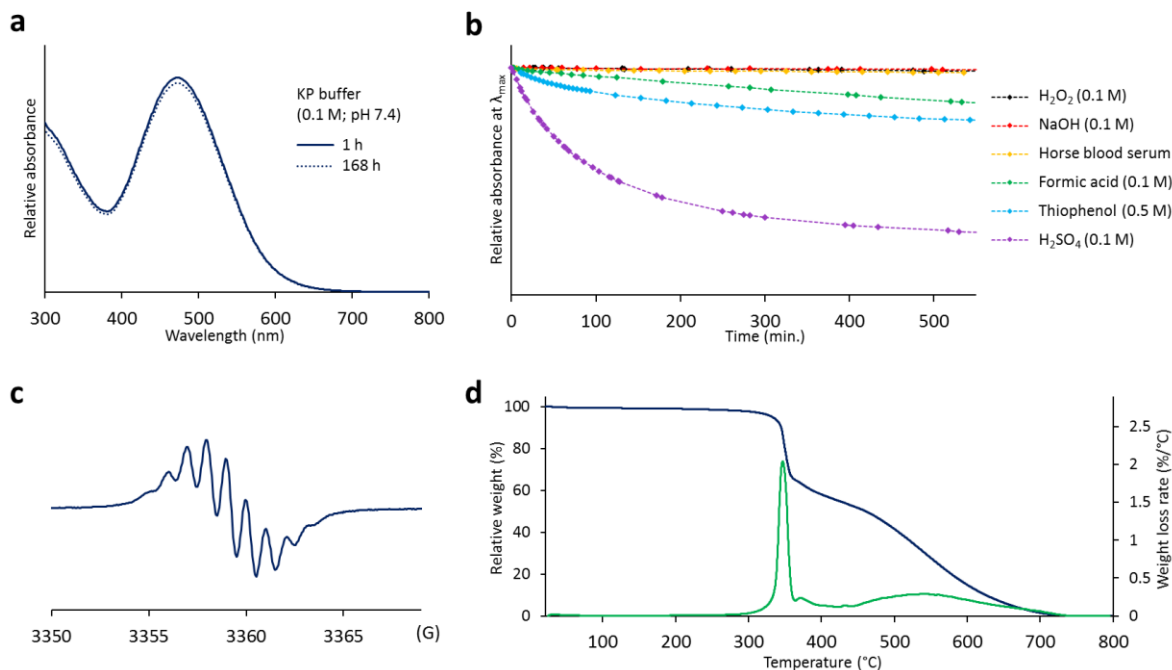 a
Relative absorbance
KP buffer
(0.1 M; pH 7.4)
1 h
168 h
300 400 500 600 700 800
Wavelength (nm)
b
Relative absorbance at λmax
H₂O₂ (0.1 M)
NaOH (0.1 M)
Horse blood serum
Formic acid (0.1 M)
Thiophenol (0.5 M)
H₂SO₄ (0.1 M)
0 100 200 300 400 500
Time (min.)
c
3350 3355 3360 3365 (G)
d
Relative weight (%)
100
80
60
40
20
0
Weight loss rate (%/°C)
2.5
2
1.5
1
0.5
0
100 200 300 400 500 600 700 800
Temperature (°C)